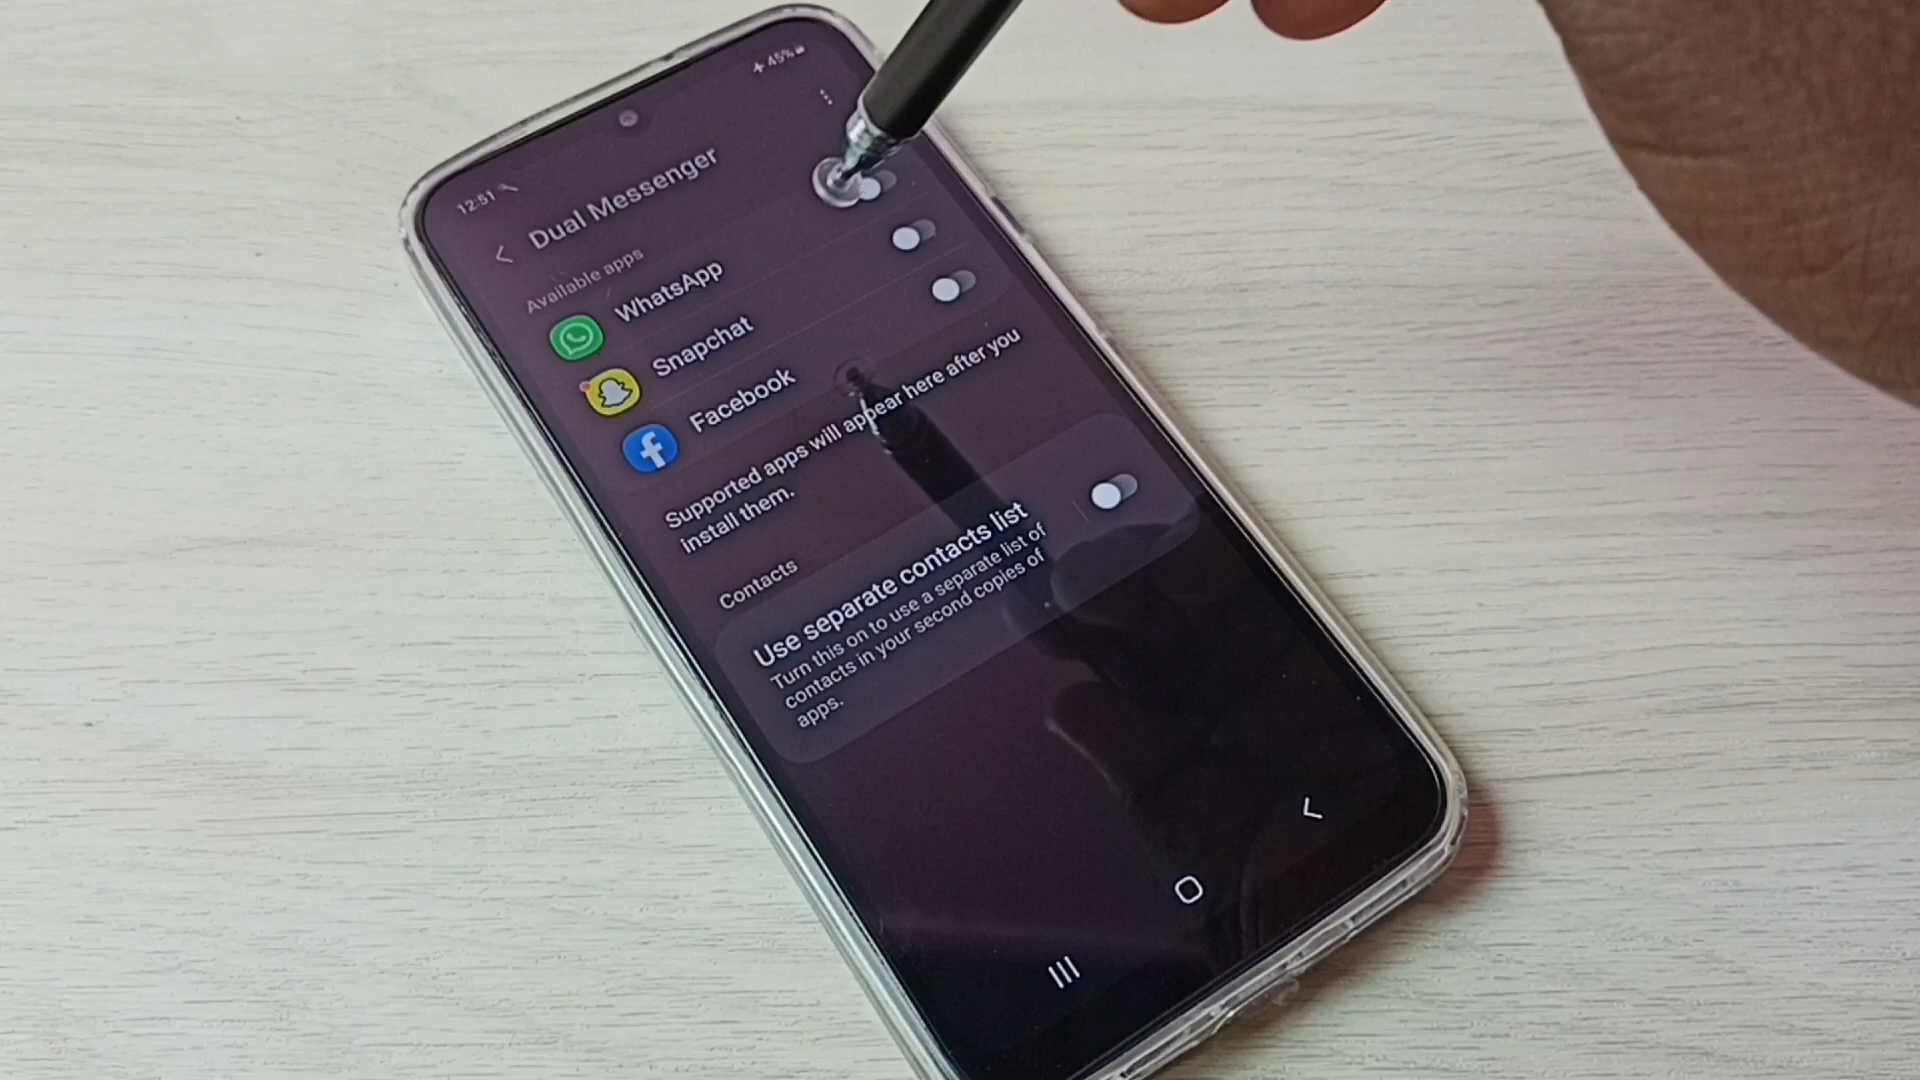 12:51
45%
Dual Messenger
Available apps
WhatsApp
Snapchat
Facebook
Supported apps will appear here after you
install them.
Contacts
Use separate contacts list
Turn this on to use a separate list of
contacts in your second copies of
apps.